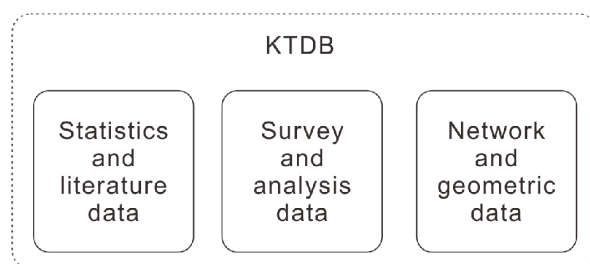 KTDB
Statistics
and
literature
data
Survey
and
analysis
data
Network
and
geometric
data